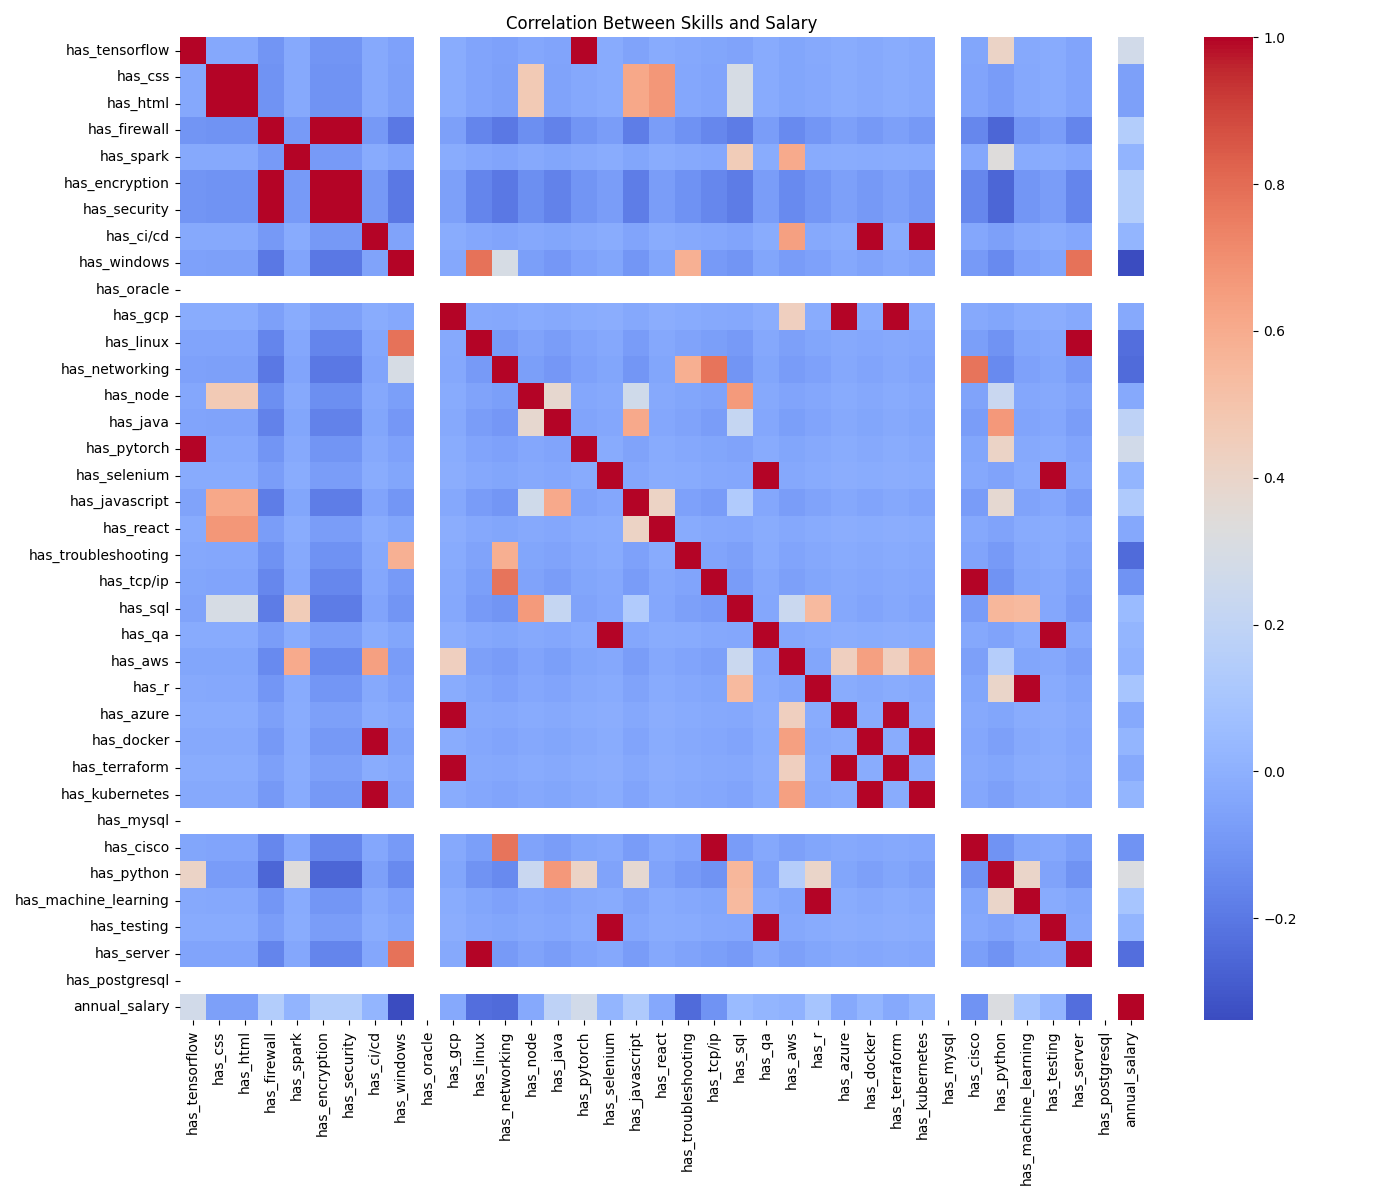 Correlation Between Skills and Salary
has_tensorflow
has_css
has_html
has_firewall
has_spark
has_encryption
has_security
has_ci/cd
has_windows
has_oracle
has_gcp
has_linux
has_networking
has_node
has_java
has_pytorch
has_selenium
has_javascript
has_react
has_troubleshooting
has_tcp/ip
has_sql
has_qa
has_aws
has_r
has_azure
has_docker
has_terraform
has_kubernetes
has_mysql
has_cisco
has_python
has_machine_learning
has_testing
has_server
has_postgresql
annual_salary
has_tensorflow
has_css
has_html
has_firewall
has_spark
has_encryption
has_security
has_ci/cd
has_windows
has_oracle
has_gcp
has_linux
has_networking
has_node
has_java
has_pytorch
has_selenium
has_javascript
has_react
has_troubleshooting
has_tcp/ip
has_sql
has_qa
has_aws
has_r
has_azure
has_docker
has_terraform
has_kubernetes
has_mysql
has_cisco
has_python
has_machine_learning
has_testing
has_server
has_postgresql
annual_salary
1.0
0.8
0.6
0.4
0.2
0.0
−0.2